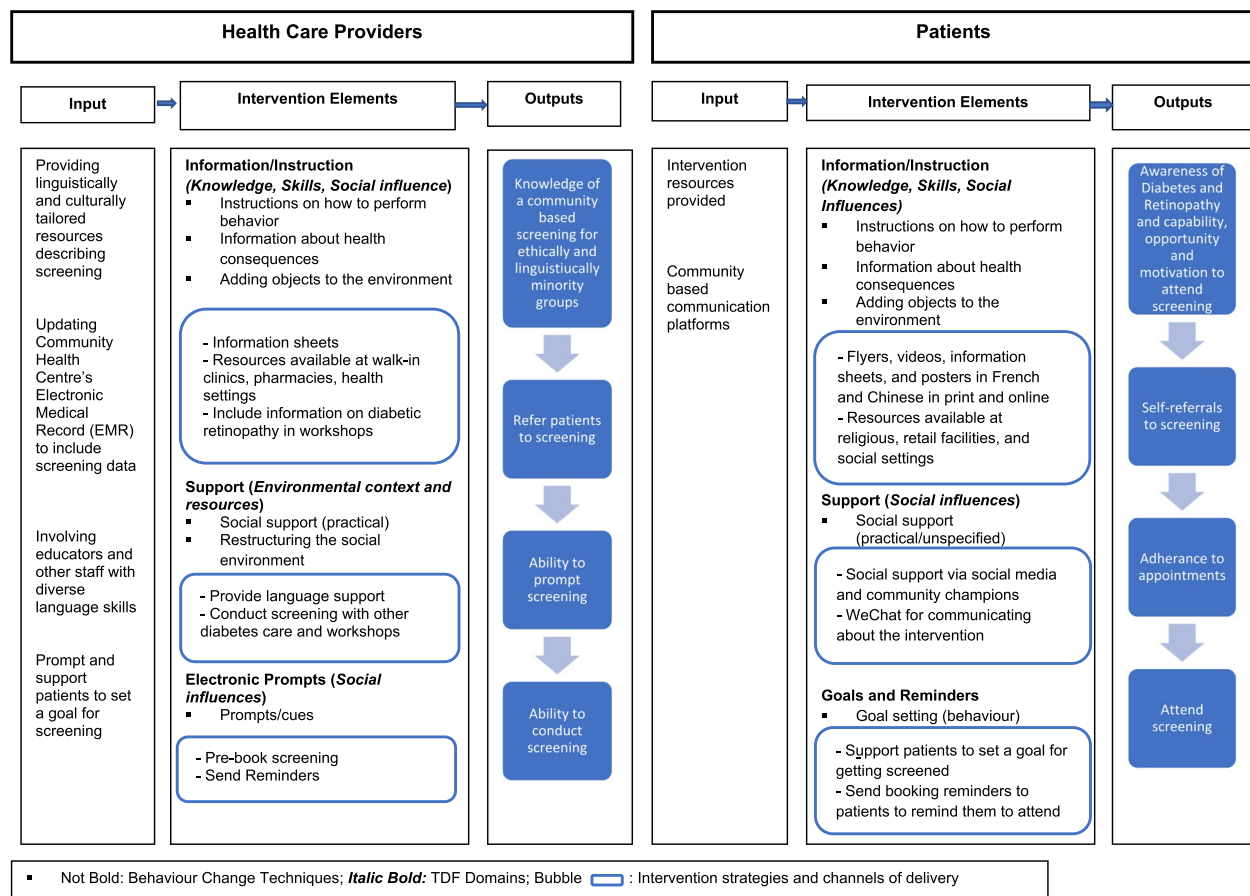 Health Care Providers
Input
Intervention Elements
Outputs
Providing
linguistically
and culturally
tailored
resources
describing
screening
Updating
Community
Health
Centre's
Electronic
Medical
Record (EMR)
to include
screening data
Involving
educators and
other staff with
diverse
language skills
Prompt and
support
patients to set
a goal for
screening
Information/Instruction
(Knowledge, Skills, Social influence)
▪ Instructions on how to perform
behavior
▪ Information about health
consequences
▪ Adding objects to the environment
- Information sheets
- Resources available at walk-in
clinics, pharmacies, health
settings
- Include information on diabetic
retinopathy in workshops
Support (Environmental context and
resources)
▪ Social support (practical)
▪ Restructuring the social
environment
- Provide language support
- Conduct screening with other
diabetes care and workshops
Electronic Prompts (Social
influences)
▪ Prompts/cues
- Pre-book screening
- Send Reminders
Knowledge of
a community
based
screening for
ethically and
linguistiucally
minority
groups
Refer patients
to screening
Ability to
prompt
screening
Ability to
conduct
screening
Patients
Input
Intervention Elements
Outputs
Intervention
resources
provided
Community
based
communication
platforms
Information/Instruction
(Knowledge, Skills, Social
Influences)
▪ Instructions on how to perform
behavior
▪ Information about health
consequences
▪ Adding objects to the
environment
- Flyers, videos, information
sheets, and posters in French
and Chinese in print and online
- Resources available at
religious, retail facilities, and
social settings
Support (Social influences)
▪ Social support
(practical/unspecified)
- Social support via social media
and community champions
- WeChat for communicating
about the intervention
Goals and Reminders
▪ Goal setting (behaviour)
- Support patients to set a goal for
getting screened
- Send booking reminders to
patients to remind them to attend
Awareness of
Diabetes and
Retinopathy
and capability,
opportunity
and
motivation to
attend
screening
Self-referrals
to screening
Adherance to
appointments
Attend
screening
▪ Not Bold: Behaviour Change Techniques; Italic Bold: TDF Domains; Bubble : Intervention strategies and channels of delivery